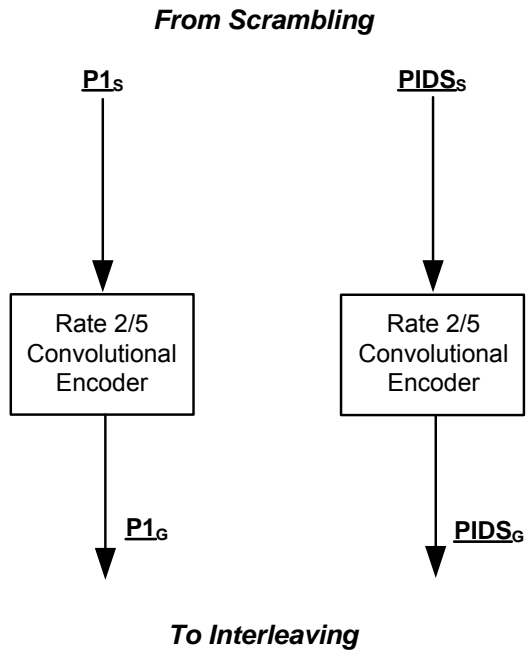 From Scrambling
P1S
PIDSS
Rate 2/5
Convolutional
Encoder
Rate 2/5
Convolutional
Encoder
P1G
PIDSG
To Interleaving